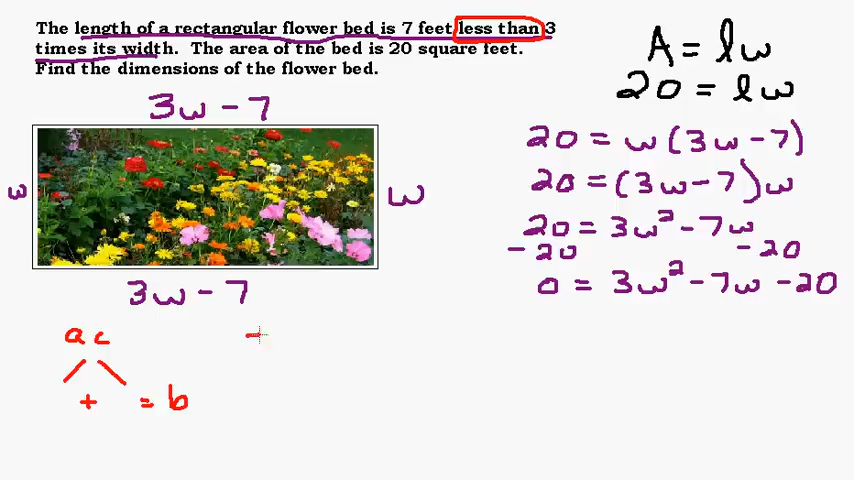 The length of a rectangular flower bed is 7 feet less than 3
times its width. The area of the bed is 20 square feet.
Find the dimensions of the flower bed.
A = lw
20 = lw
3w - 7
w
w
3w - 7
20 = w(3w - 7)
20 = (3w - 7)w
20 = 3w² - 7w
-20 -20
0 = 3w² - 7w - 20
ac
+ = b
-